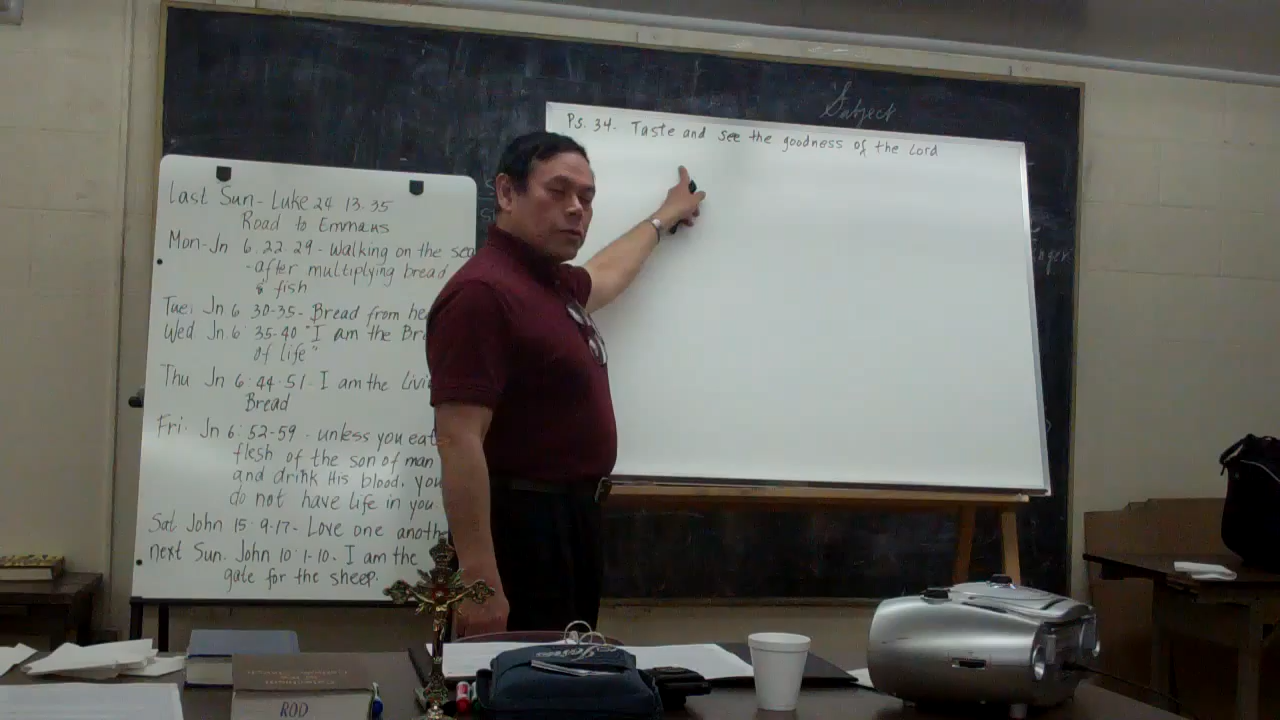 Last Sun- Luke 24 13-35
Road to Emmaus
Mon- Jn 6.22 29 - Walking on the sea
- after multiplying bread
& fish
Tue: Jn 6 30-35- Bread from
Wed Jn 6: 35-40 "I am the
of life"
Thu Jn 6:44-51- I am the
Bread
Fri. Jn 6: 52-59 - unless you eat
flesh of the son of man
and drink His blood, you
do not have life in you.
Sat John 15:9-17- Love one
next Sun. John 10:1-10- I am the
gate for the sheep.
Subject
Ps. 34- Taste and see the goodness of the Lord
ROD